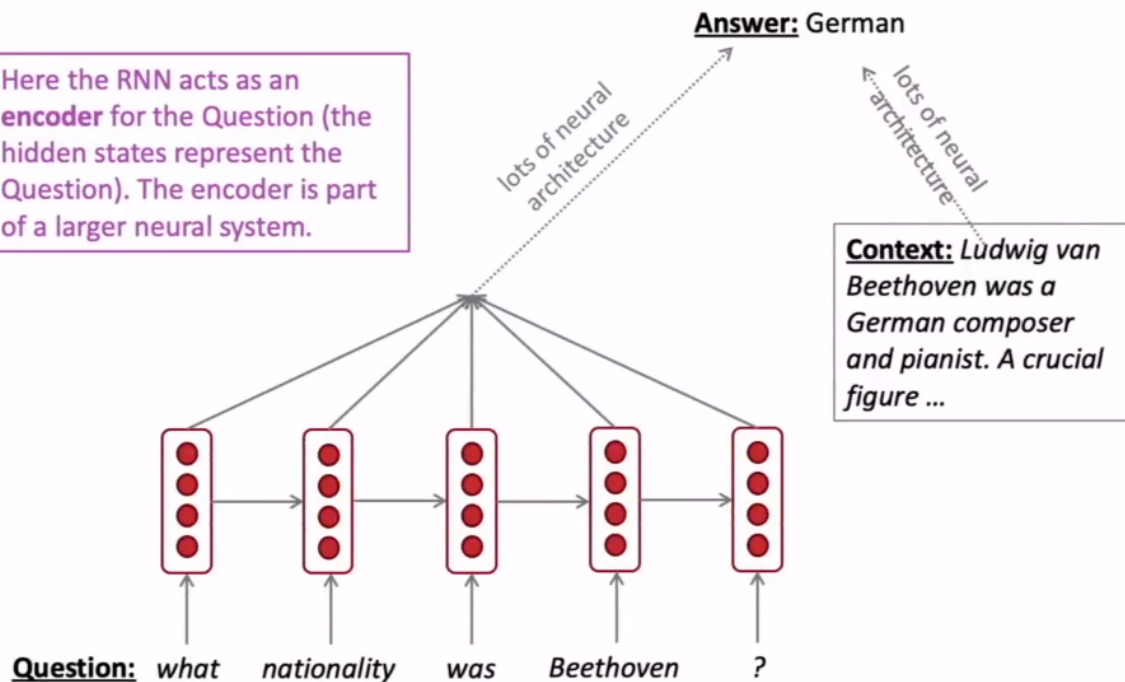 Answer: German
Here the RNN acts as an
encoder for the Question (the
hidden states represent the
Question). The encoder is part
of a larger neural system.
lots of neural
architecture
lots of neural
architecture
Context: Ludwig van
Beethoven was a
German composer
and pianist. A crucial
figure ...
Question: what nationality was Beethoven ?